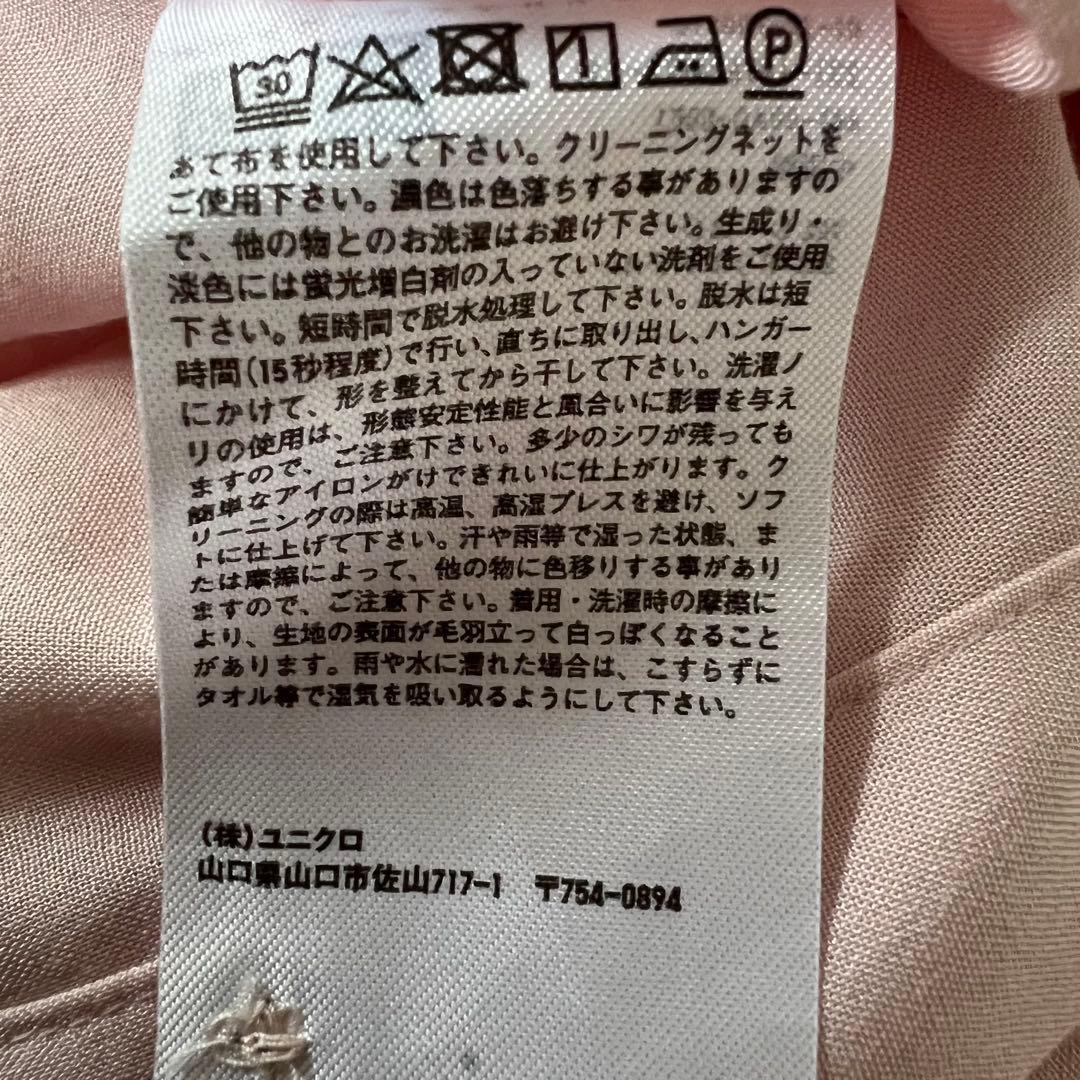 30 P
あて布を使用して下さい。クリーニングネットを
ご使用下さい。濃色は色落ちする事がありますの
で、他の物とのお洗濯はお避け下さい。生成り・
淡色には蛍光増白剤の入っていない洗剤をご使用
下さい。短時間で脱水処理して下さい。脱水は短
時間(15秒程度)で行い、直ちに取り出し、ハンガー
にかけて、形を整えてから干して下さい。洗濯ノ
リの使用は、形態安定性能と風合いに影響を与え
ますので、ご注意下さい。多少のシワが残っても
簡単なアイロンがけできれいに仕上がります。ク
リーニングの際は高温、高湿プレスを避け、ソフ
トに仕上げて下さい。汗や雨等で湿った状態、ま
たは摩擦によって、他の物に色移りする事があり
ますので、ご注意下さい。着用・洗濯時の摩擦に
より、生地の表面が毛羽立って白っぽくなること
があります。雨や水に濡れた場合は、こすらずに
タオル等で湿気を吸い取るようにして下さい。
(株)ユニクロ
山口県山口市佐山717-1 〒754-0894